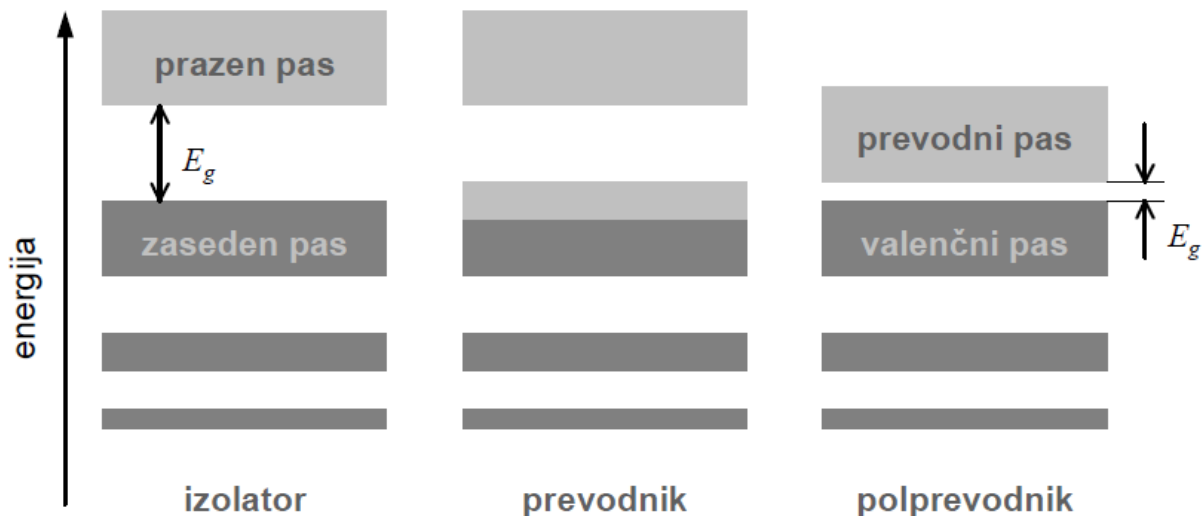 energija
prazen pas
E_g
zaseden pas
prevodni pas
valenčni pas
E_g
izolator
prevodnik
polprevodnik